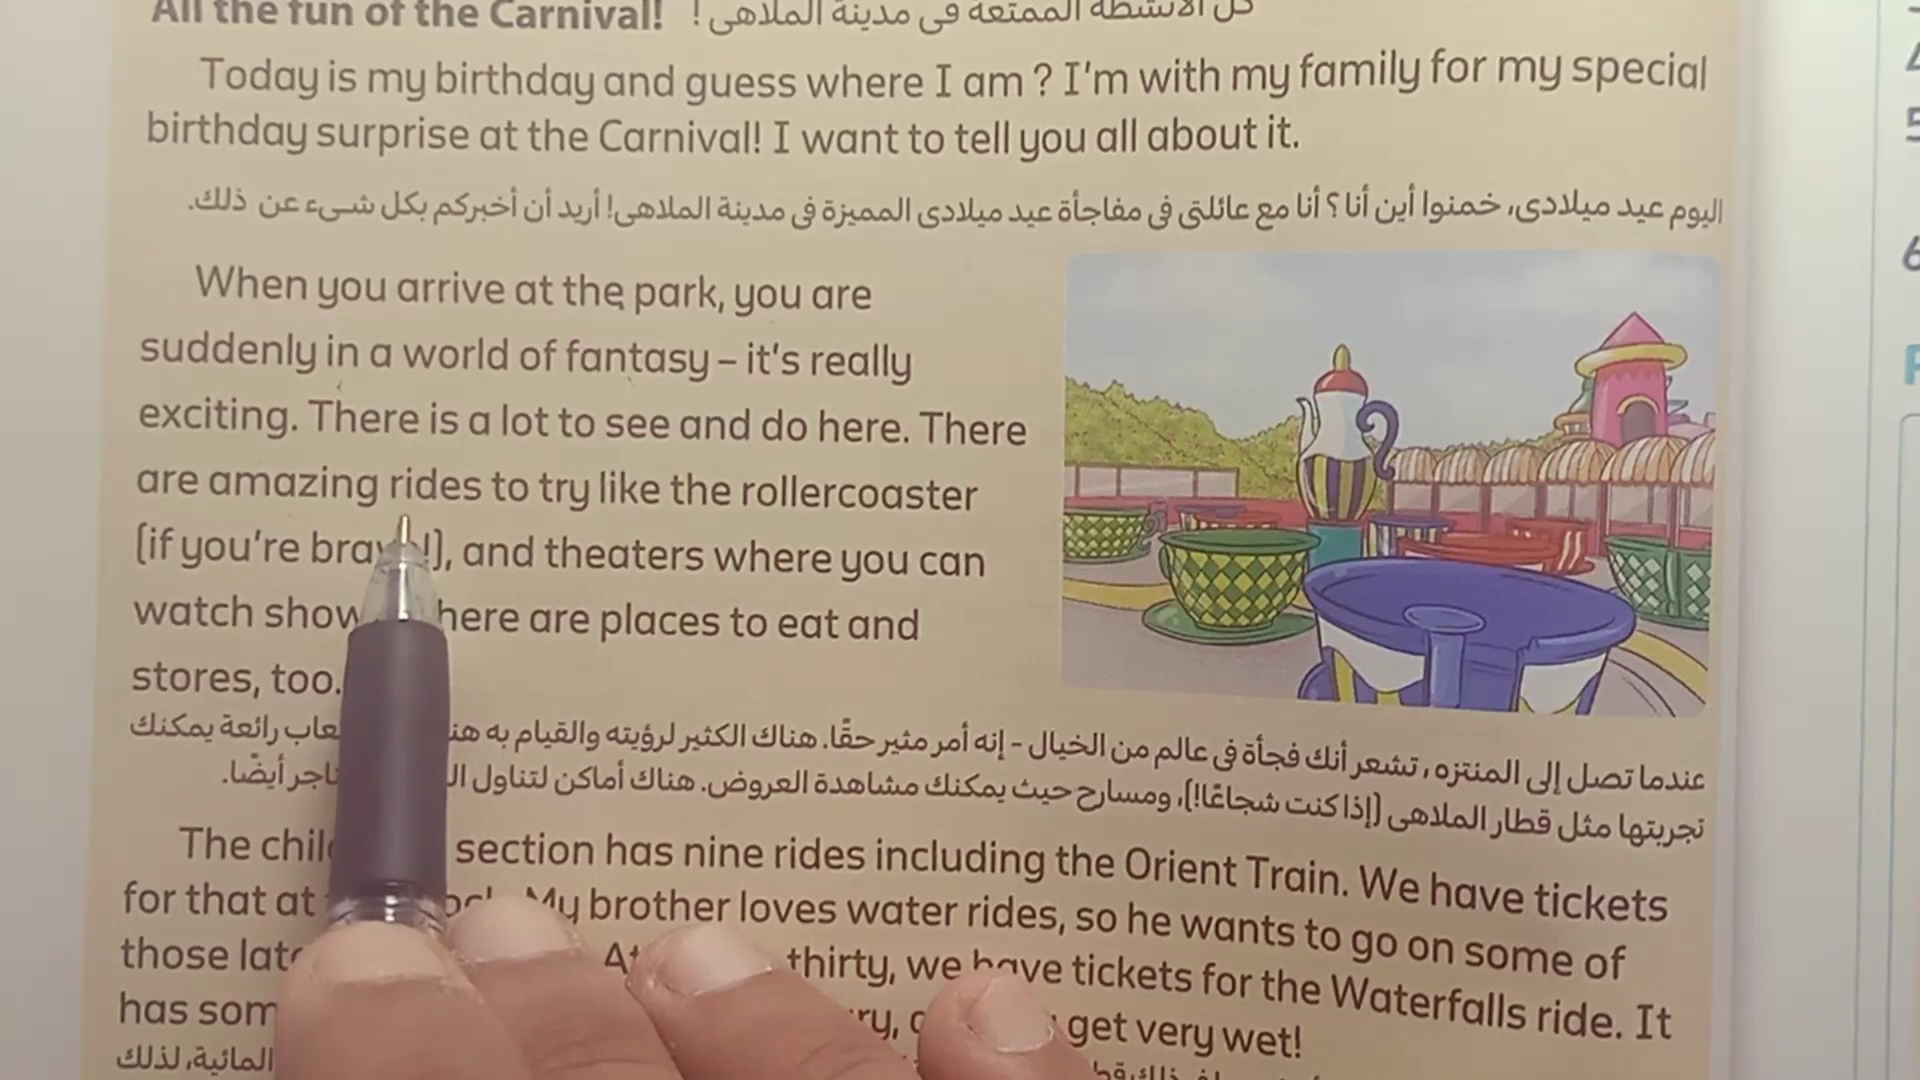 All the fun of the Carnival! كل الأنشطة الممتعة فى مدينة الملاهى !
Today is my birthday and guess where I am ? I'm with my family for my special
birthday surprise at the Carnival! I want to tell you all about it.
اليوم عيد ميلادى، خمنوا أين أنا ؟ أنا مع عائلتى فى مفاجأة عيد ميلادى المميزة فى مدينة الملاهى! أريد أن أخبركم بكل شىء عن ذلك.
When you arrive at the park, you are
suddenly in a world of fantasy – it's really
exciting. There is a lot to see and do here. There
are amazing rides to try like the rollercoaster
(if you're brave!), and theaters where you can
watch show here are places to eat and
stores, too.
عندما تصل إلى المنتزه، تشعر أنك فجأة فى عالم من الخيال - إنه أمر مثير حقًا. هناك الكثير لرؤيته والقيام به رائعة يمكنك
تجربتها مثل قطار الملاهى (إذا كنت شجاعًا!)، ومسارح حيث يمكنك مشاهدة العروض. هناك أماكن لتناول أيضًا.
The section has nine rides including the Orient Train. We have tickets
for that at My brother loves water rides, so he wants to go on some of
those thirty, we have tickets for the Waterfalls ride. It
has get very wet!
المائية، لذلك
5
6